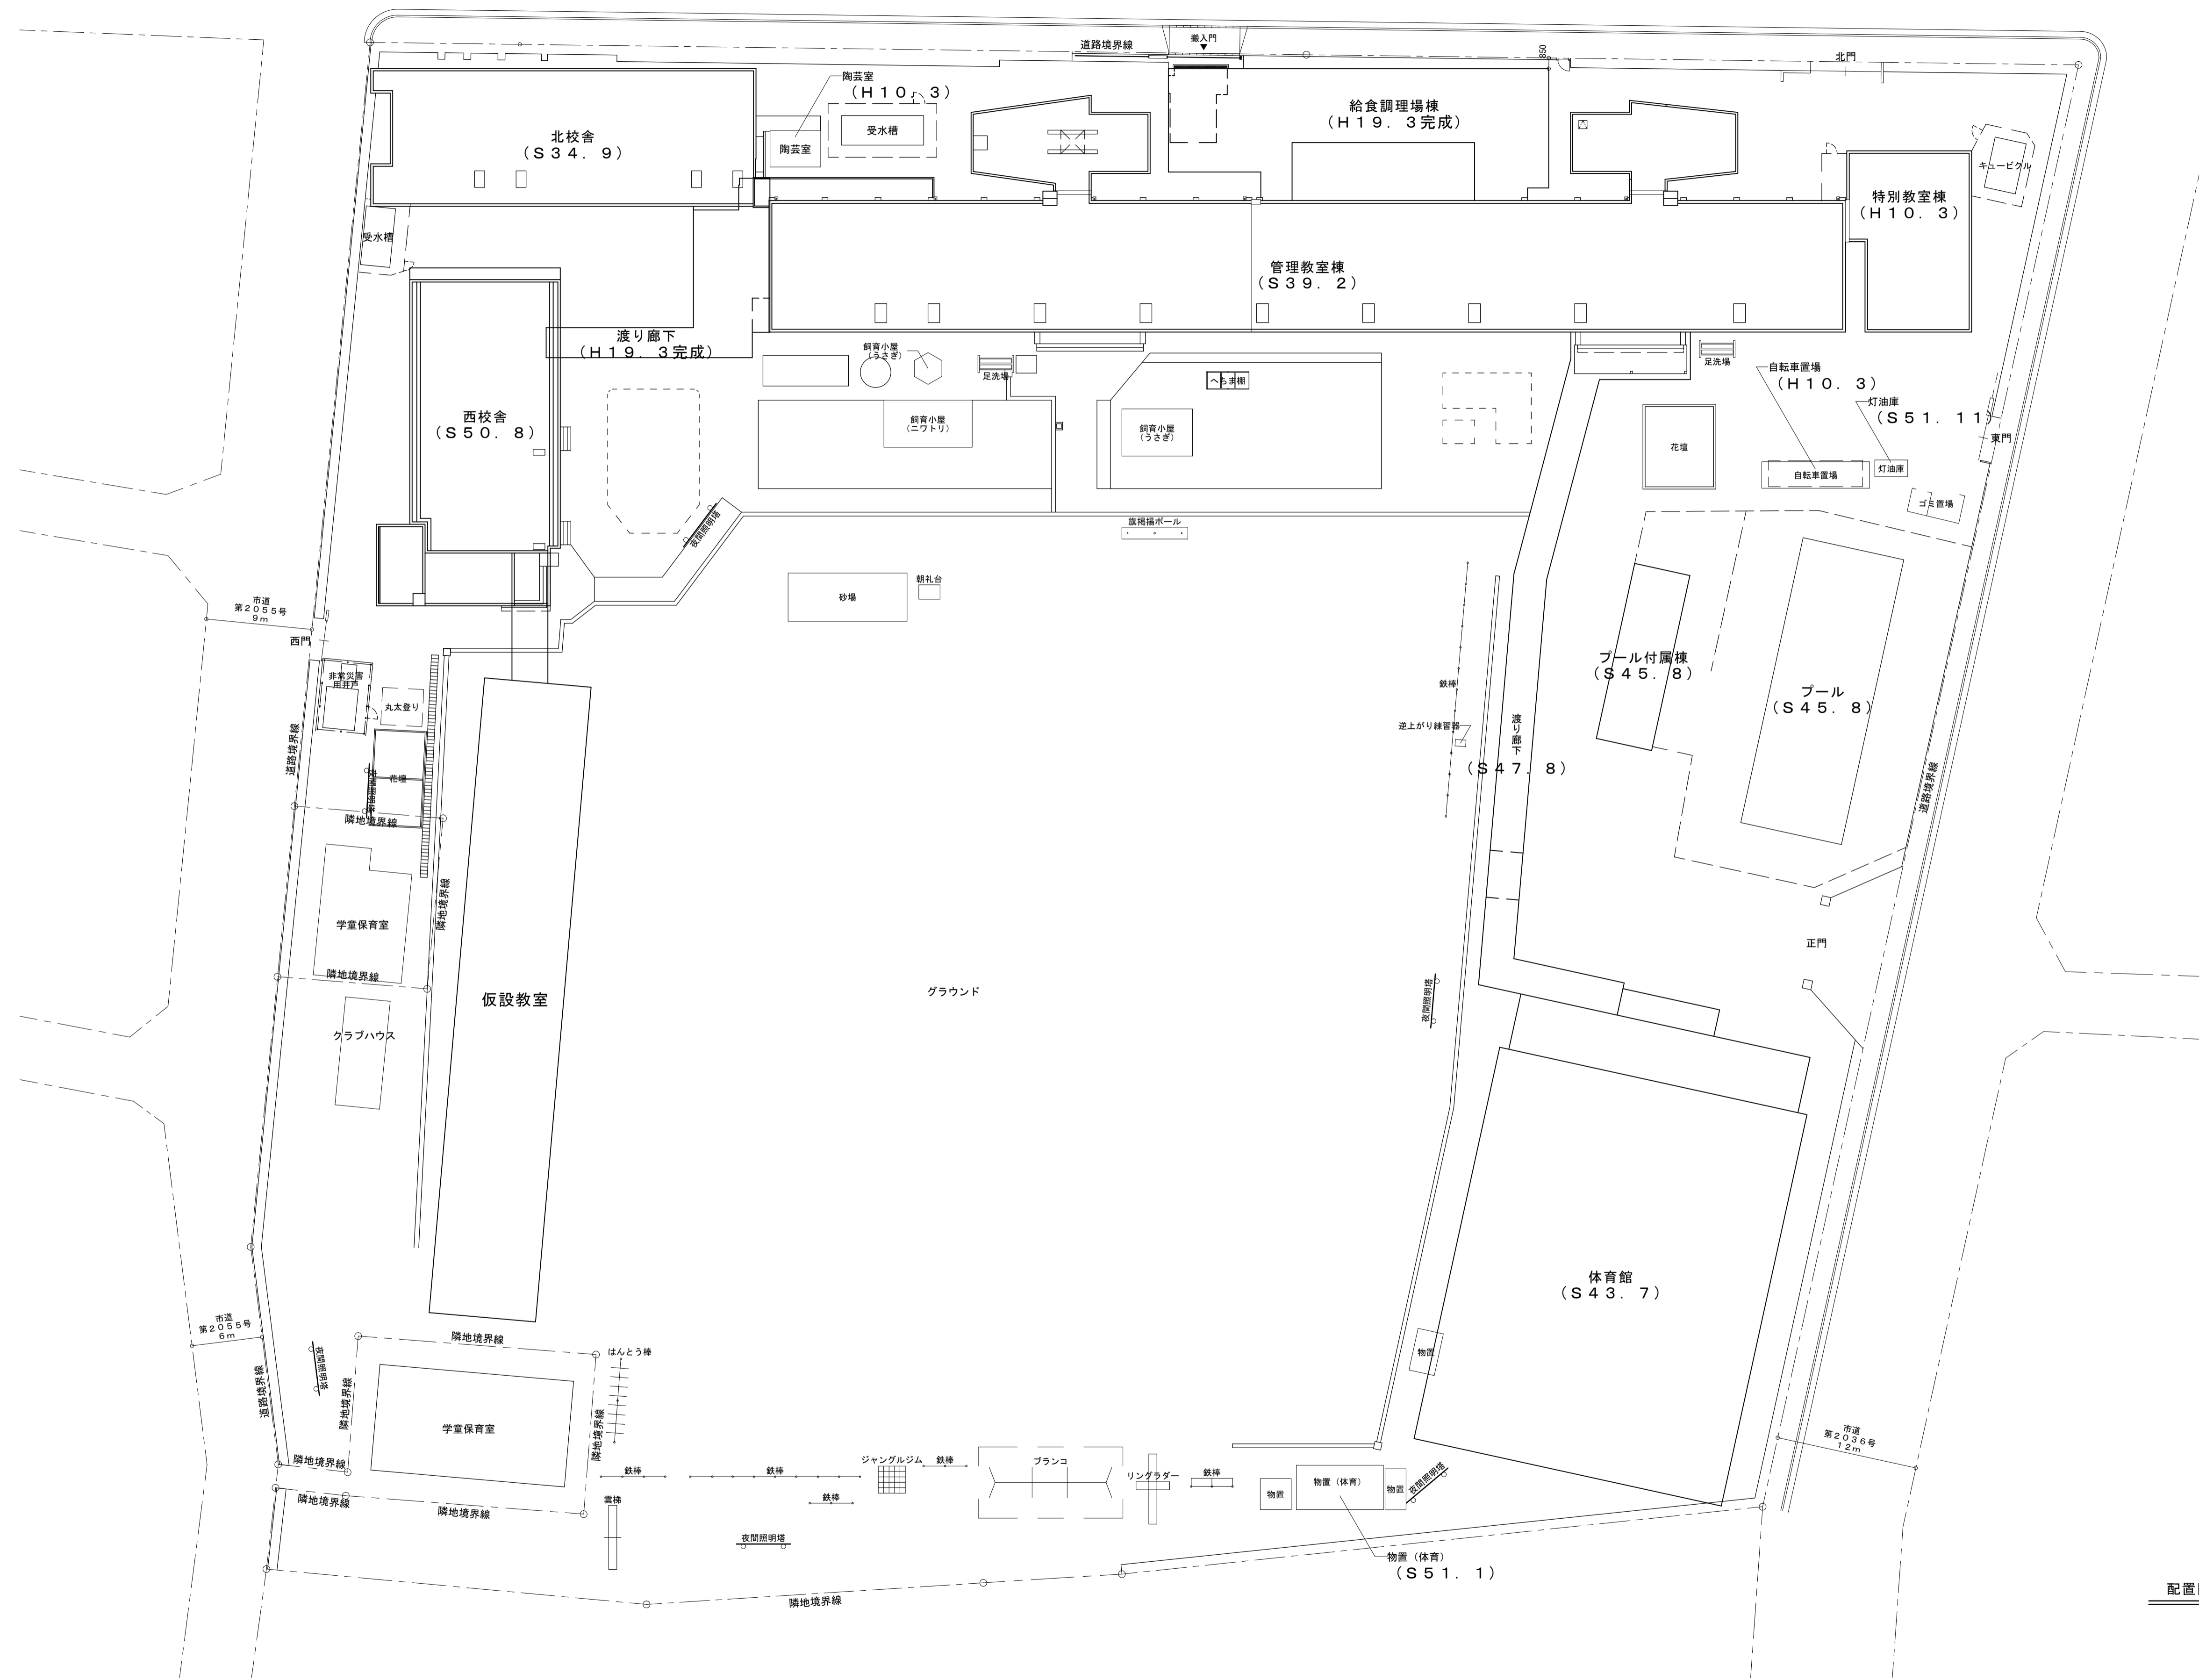 道路境界線
搬入門
850
北門
陶芸室
（H10．3）
北校舎
（S34．9）
陶芸室
受水槽
給食調理場棟
（H19．3完成）
キュービクル
特別教室棟
（H10．3）
受水槽
管理教室棟
（S39．2）
渡り廊下
（H19．3完成）
飼育小屋
（うさぎ）
足洗場
へちま棚
足洗場
自転車置場
（H10．3）
灯油庫
（S51．11）
東門
西校舎
（S50．8）
飼育小屋
（ニワトリ）
飼育小屋
（うさぎ）
花壇
自転車置場
灯油庫
ゴミ置場
夜間照明塔
旗掲揚ポール
砂場
朝礼台
市道
第2055号
9m
西門
非常災害
用井戸
丸太登り
道路境界線
花壇
夜間照明塔
隣地境界線
鉄棒
逆上がり練習器
渡り廊下
（S47．8）
プール付属棟
（S45．8）
プール
（S45．8）
道路境界線
学童保育室
隣地境界線
隣地境界線
正門
クラブハウス
仮設教室
グラウンド
夜間照明塔
体育館
（S43．7）
物置
市道
第2055号
6m
道路境界線
夜間照明塔
隣地境界線
隣地境界線
隣地境界線
はんとう棒
学童保育室
隣地境界線
隣地境界線
隣地境界線
鉄棒
鉄棒
鉄棒
雲梯
夜間照明塔
ジャングルジム
鉄棒
ブランコ
リングラダー
鉄棒
物置
物置（体育）
物置
夜間照明塔
市道
第2036号
12m
物置（体育）
（S51．1）
隣地境界線
配置